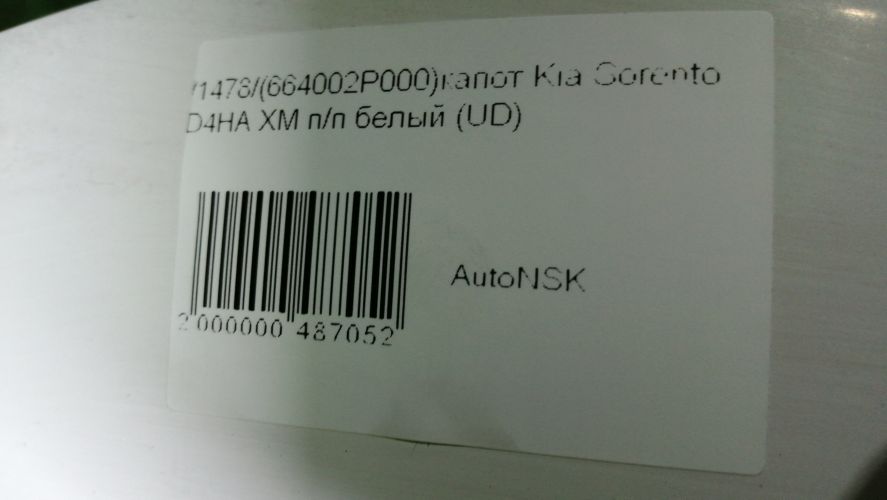 /1478/(664002P000)капот Kia Sorento
D4HA XM п/п белый (UD)
AutoNSK
2 000000 487052